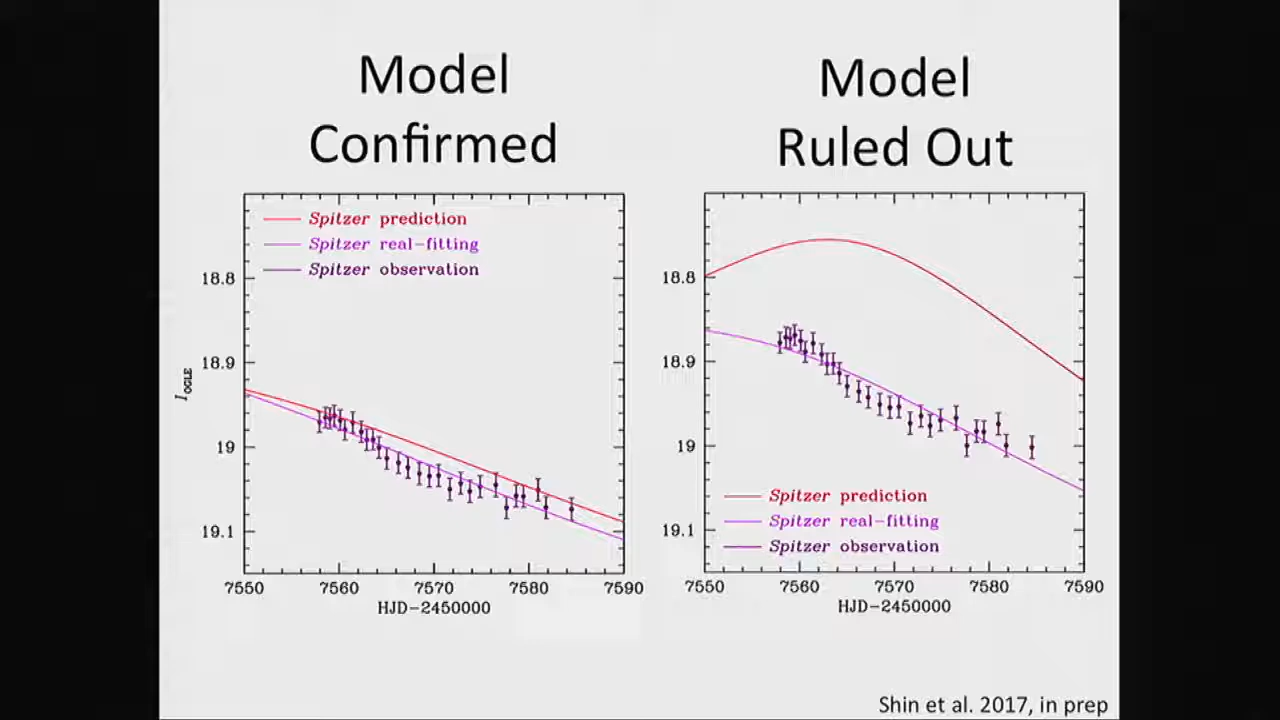 Model
Confirmed
Model
Ruled Out
Spitzer prediction
Spitzer real-fitting
Spitzer observation
18.8
18.9
19
19.1
I_OGLE
7550 7560 7570 7580 7590
HJD-2450000
18.8
18.9
19
19.1
Spitzer prediction
Spitzer real-fitting
Spitzer observation
7550 7560 7570 7580 7590
HJD-2450000
Shin et al. 2017, in prep